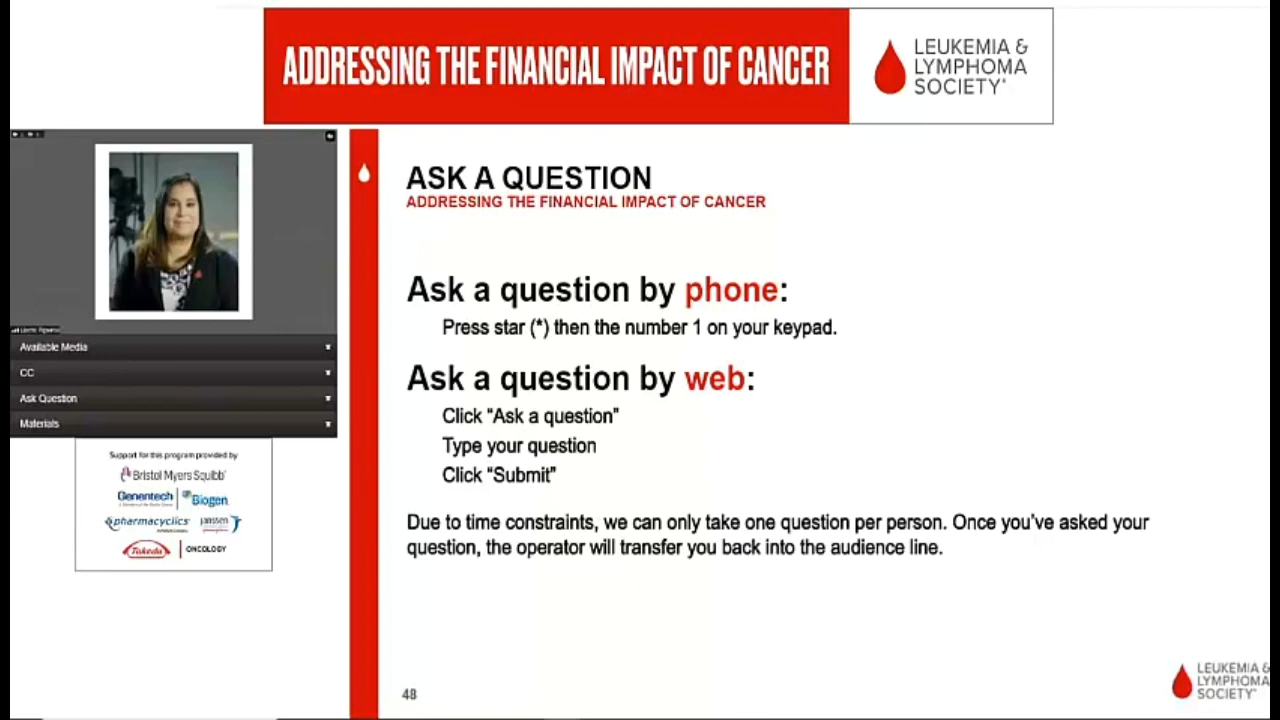 ADDRESSING THE FINANCIAL IMPACT OF CANCER
LEUKEMIA &
LYMPHOMA
SOCIETY®
ASK A QUESTION
ADDRESSING THE FINANCIAL IMPACT OF CANCER
Ask a question by phone:
Press star (*) then the number 1 on your keypad.
Ask a question by web:
Click “Ask a question”
Type your question
Click “Submit”
Due to time constraints, we can only take one question per person. Once you’ve asked your
question, the operator will transfer you back into the audience line.
48
LEUKEMIA &
LYMPHOMA
SOCIETY®
Available Media
CC
Ask Question
Materials
Support for this program provided by
Bristol Myers Squibb™
Genentech
Biogen
pharmacyclics
janssen
Takeda
ONCOLOGY